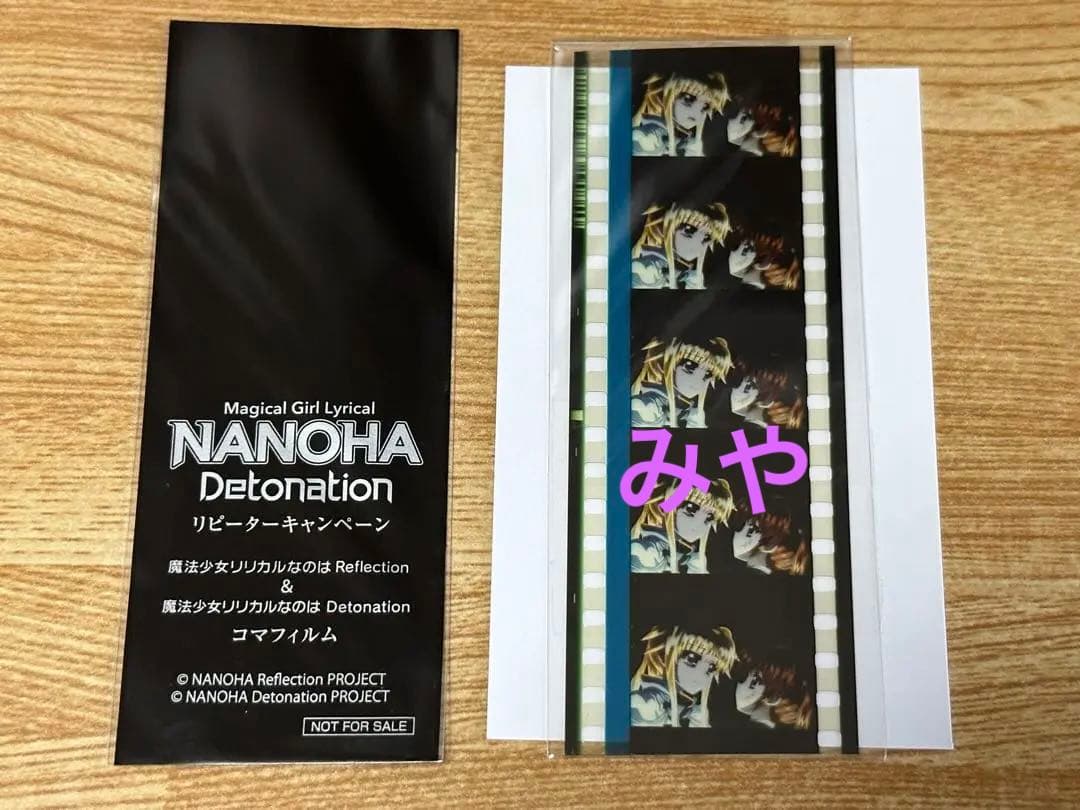 Magical Girl Lyrical
NANOHA
Detonation
リピーターキャンペーン
魔法少女リリカルなのは Reflection
&
魔法少女リリカルなのは Detonation
コマフィルム
© NANOHA Reflection PROJECT
© NANOHA Detonation PROJECT
NOT FOR SALE
みや